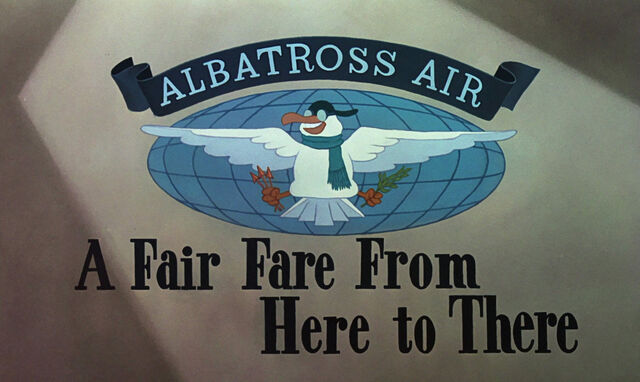 ALBATROSS AIR
A Fair Fare From
Here to There